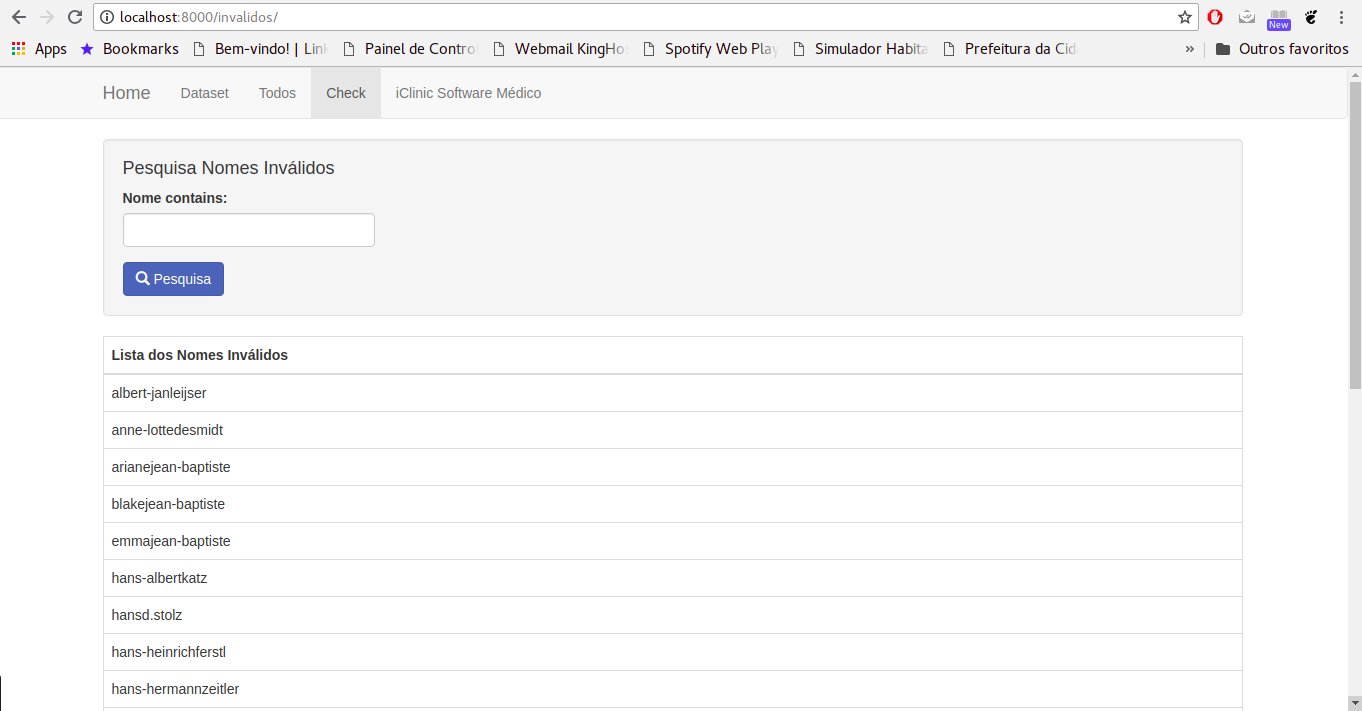 localhost:8000/invalidos/
New
Apps Bookmarks Bem-vindo! | Link Painel de Contro Webmail KingHo Spotify Web Play Simulador Habita Prefeitura da Cid » Outros favoritos
Home Dataset Todos Check iClinic Software Médico
Pesquisa Nomes Inválidos
Nome contains:
Pesquisa
Lista dos Nomes Inválidos
albert-janleijser
anne-lottedesmidt
arianejean-baptiste
blakejean-baptiste
emmajean-baptiste
hans-albertkatz
hansd.stolz
hans-heinrichferstl
hans-hermannzeitler